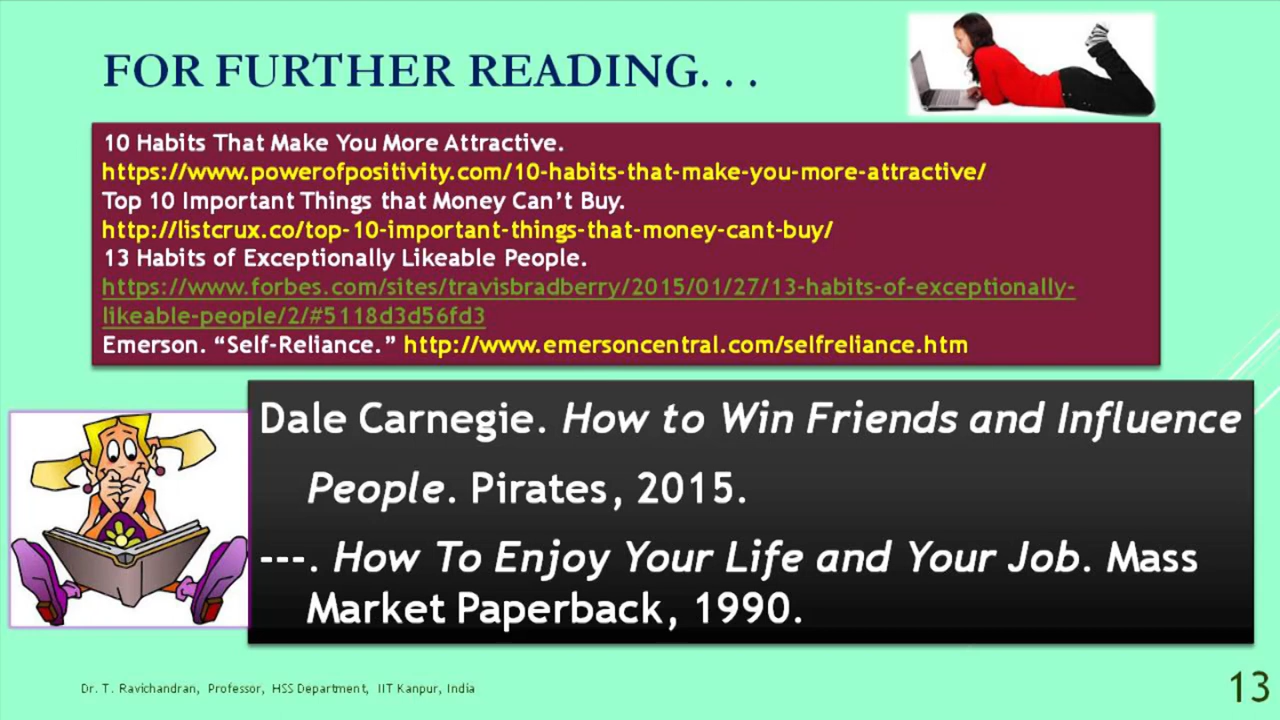 FOR FURTHER READING. . .
10 Habits That Make You More Attractive.
https://www.powerofpositivity.com/10-habits-that-make-you-more-attractive/
Top 10 Important Things that Money Can’t Buy.
http://listcrux.co/top-10-important-things-that-money-cant-buy/
13 Habits of Exceptionally Likeable People.
https://www.forbes.com/sites/travisbradberry/2015/01/27/13-habits-of-exceptionally-
likeable-people/2/#5118d3d56fd3
Emerson. “Self-Reliance.” http://www.emersoncentral.com/selfreliance.htm
Dale Carnegie. How to Win Friends and Influence
People. Pirates, 2015.
---. How To Enjoy Your Life and Your Job. Mass
Market Paperback, 1990.
Dr. T. Ravichandran, Professor, HSS Department, IIT Kanpur, India
13